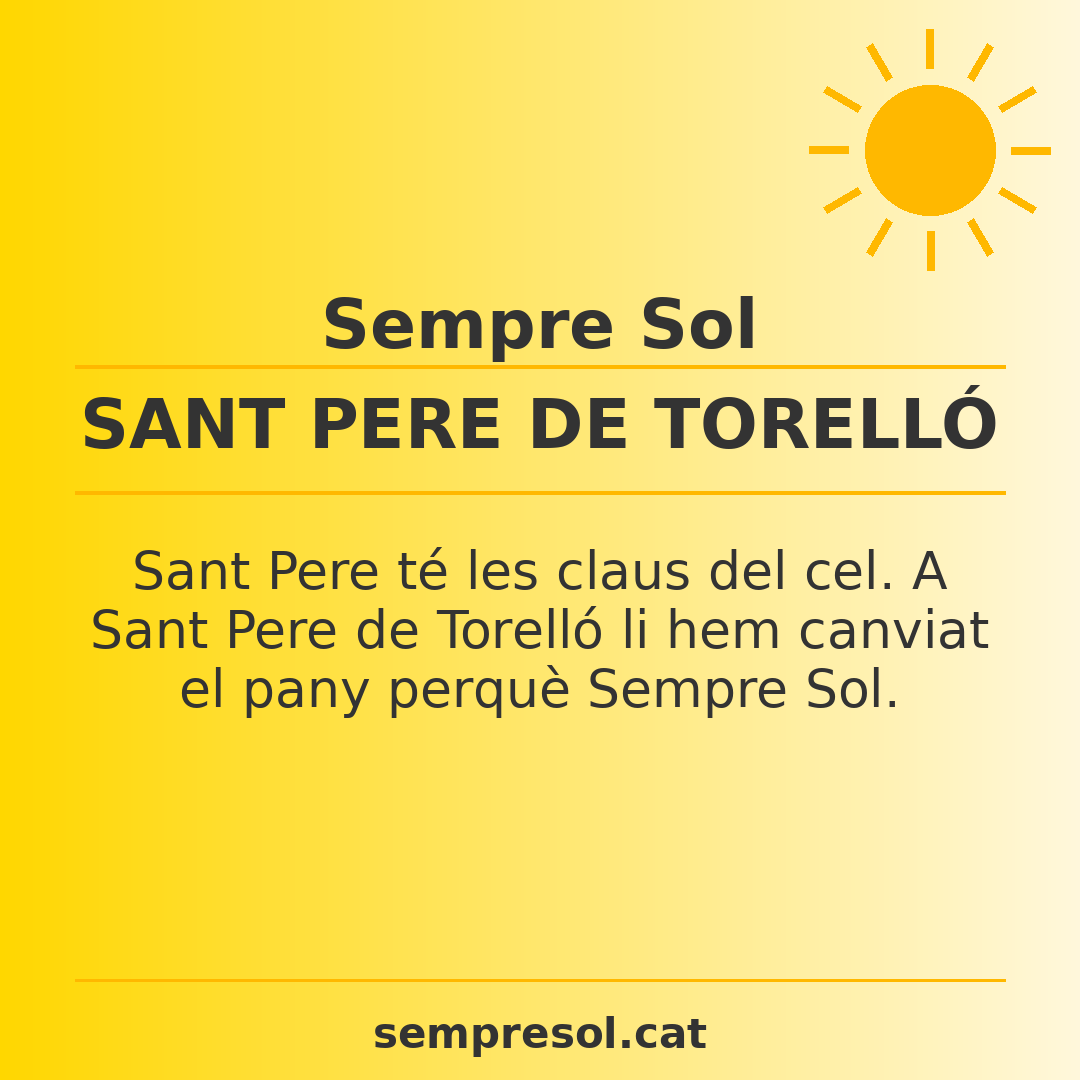 Sempre Sol
SANT PERE DE TORELLÓ
Sant Pere té les claus del cel. A
Sant Pere de Torelló li hem canviat
el pany perquè Sempre Sol.
sempresol.cat